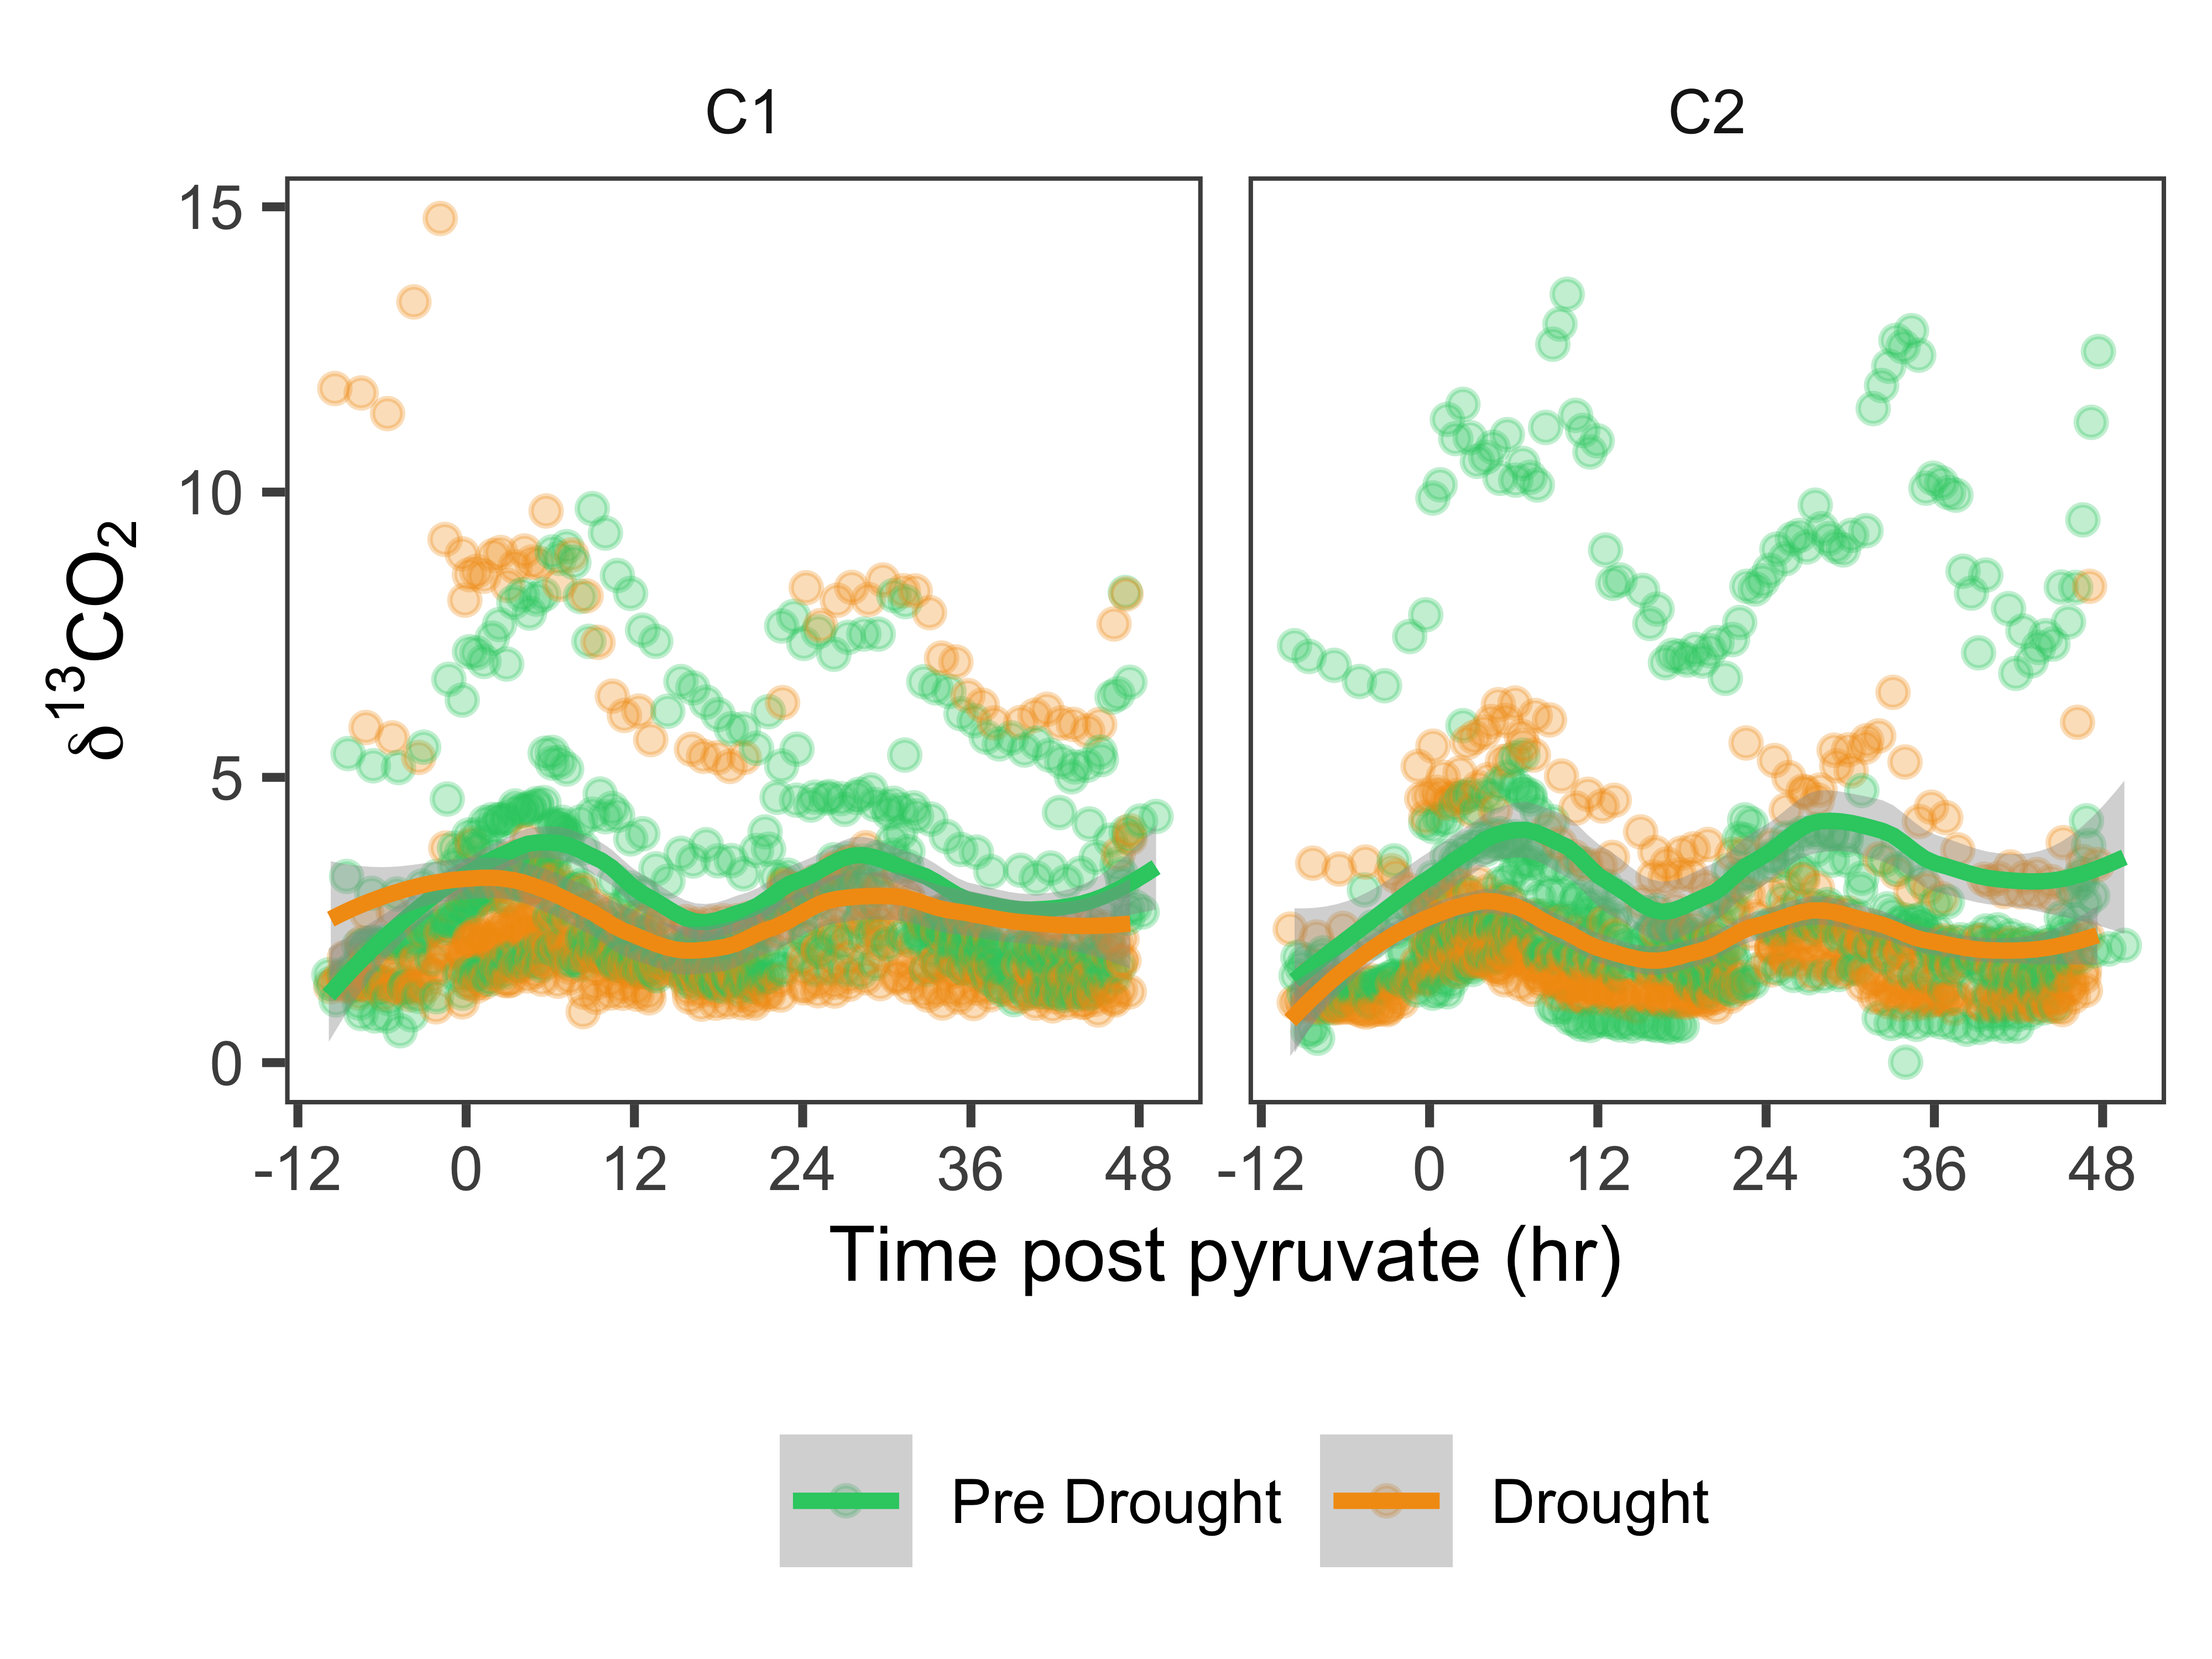 C1
C2
15
10
5
0
δ¹³CO₂
-12 0 12 24 36 48
-12 0 12 24 36 48
Time post pyruvate (hr)
Pre Drought
Drought